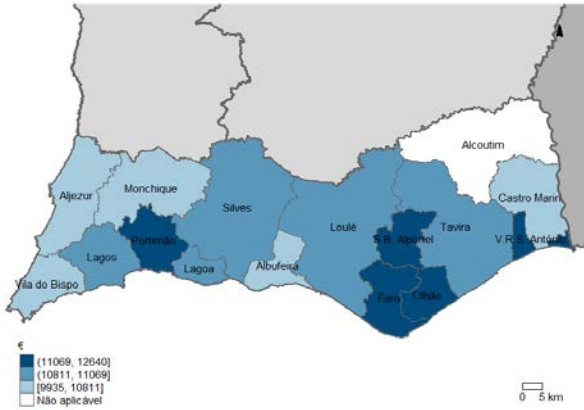 Alcoutim
Aljezur
Monchique
Castro Marim
Silves
Loulé
S.B. Alportel
Tavira
V.R.S. António
Portimão
Lagos
Lagoa
Albufeira
Vila do Bispo
Faro
Olhão
€
(11069, 12640]
(10811, 11069]
[9935, 10811]
Não aplicável
0 5 km